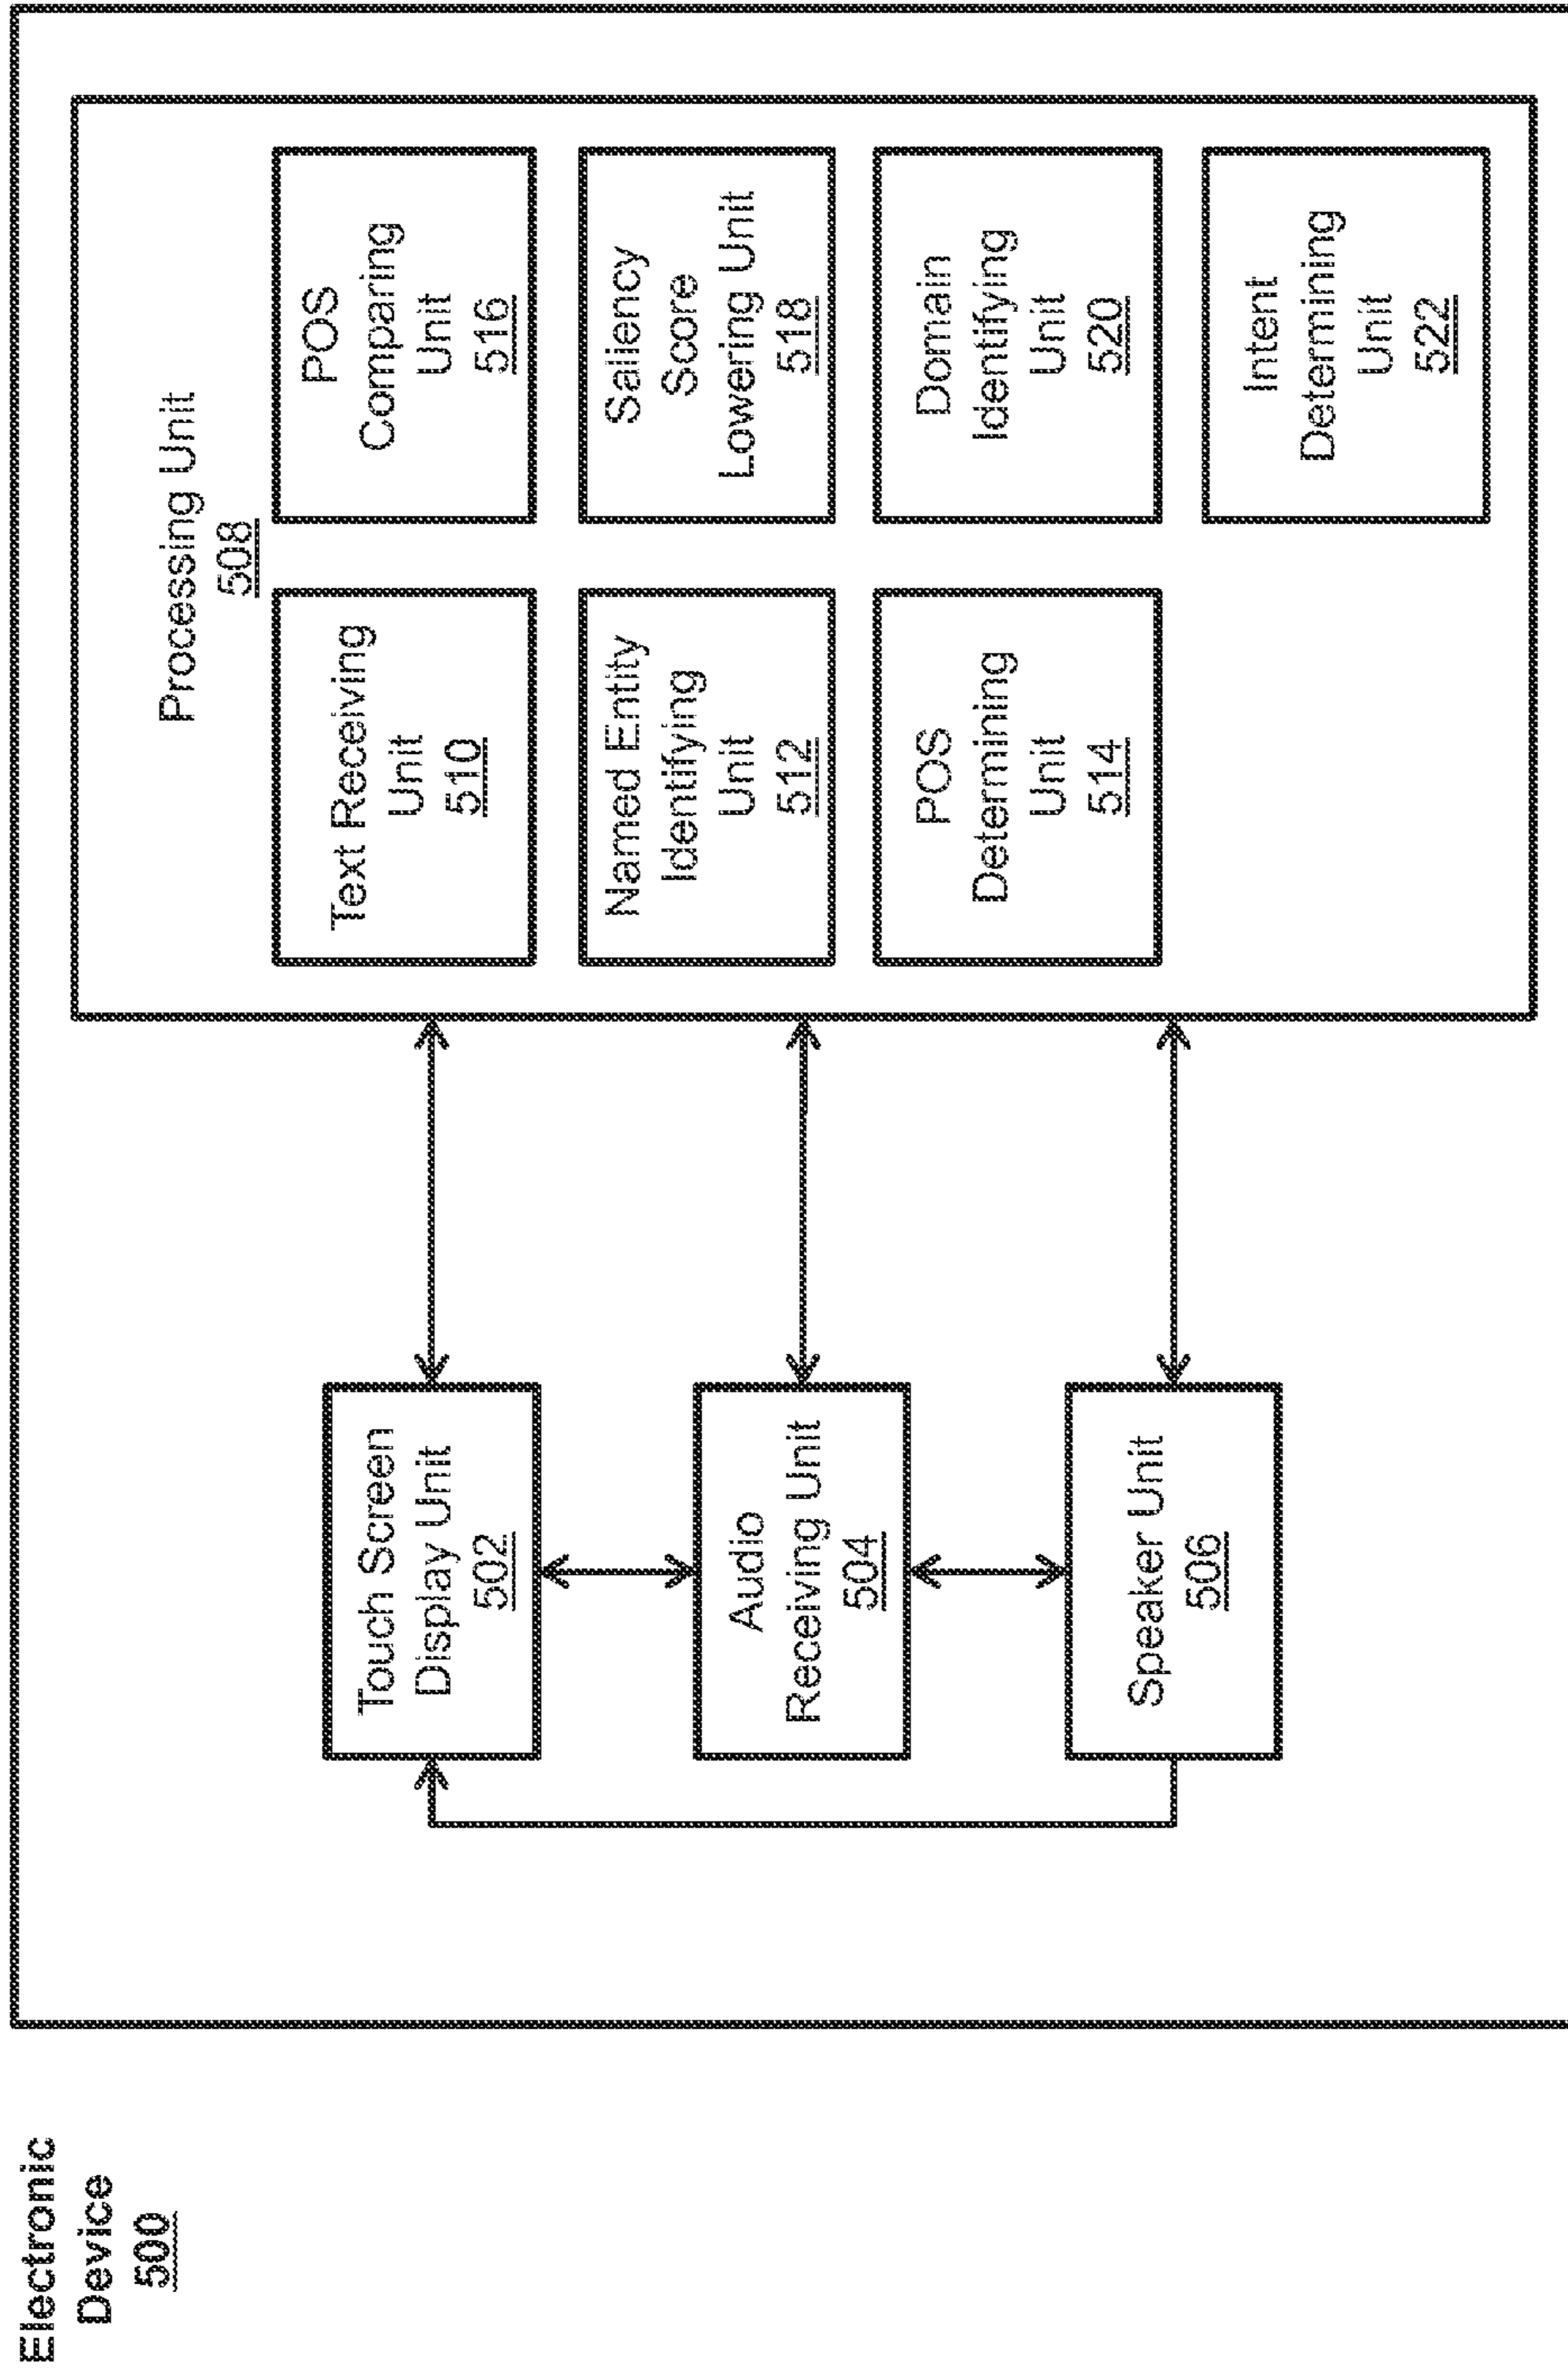 Electronic
Device
500
Touch Screen
Display Unit
502
Audio
Receiving Unit
504
Speaker Unit
506
Processing Unit
508
Text Receiving
Unit
510
Named Entity
Identifying
Unit
512
POS
Determining
Unit
514
POS
Comparing
Unit
516
Saliency
Score
Lowering Unit
518
Domain
Identifying
Unit
520
Intent
Determining
Unit
522